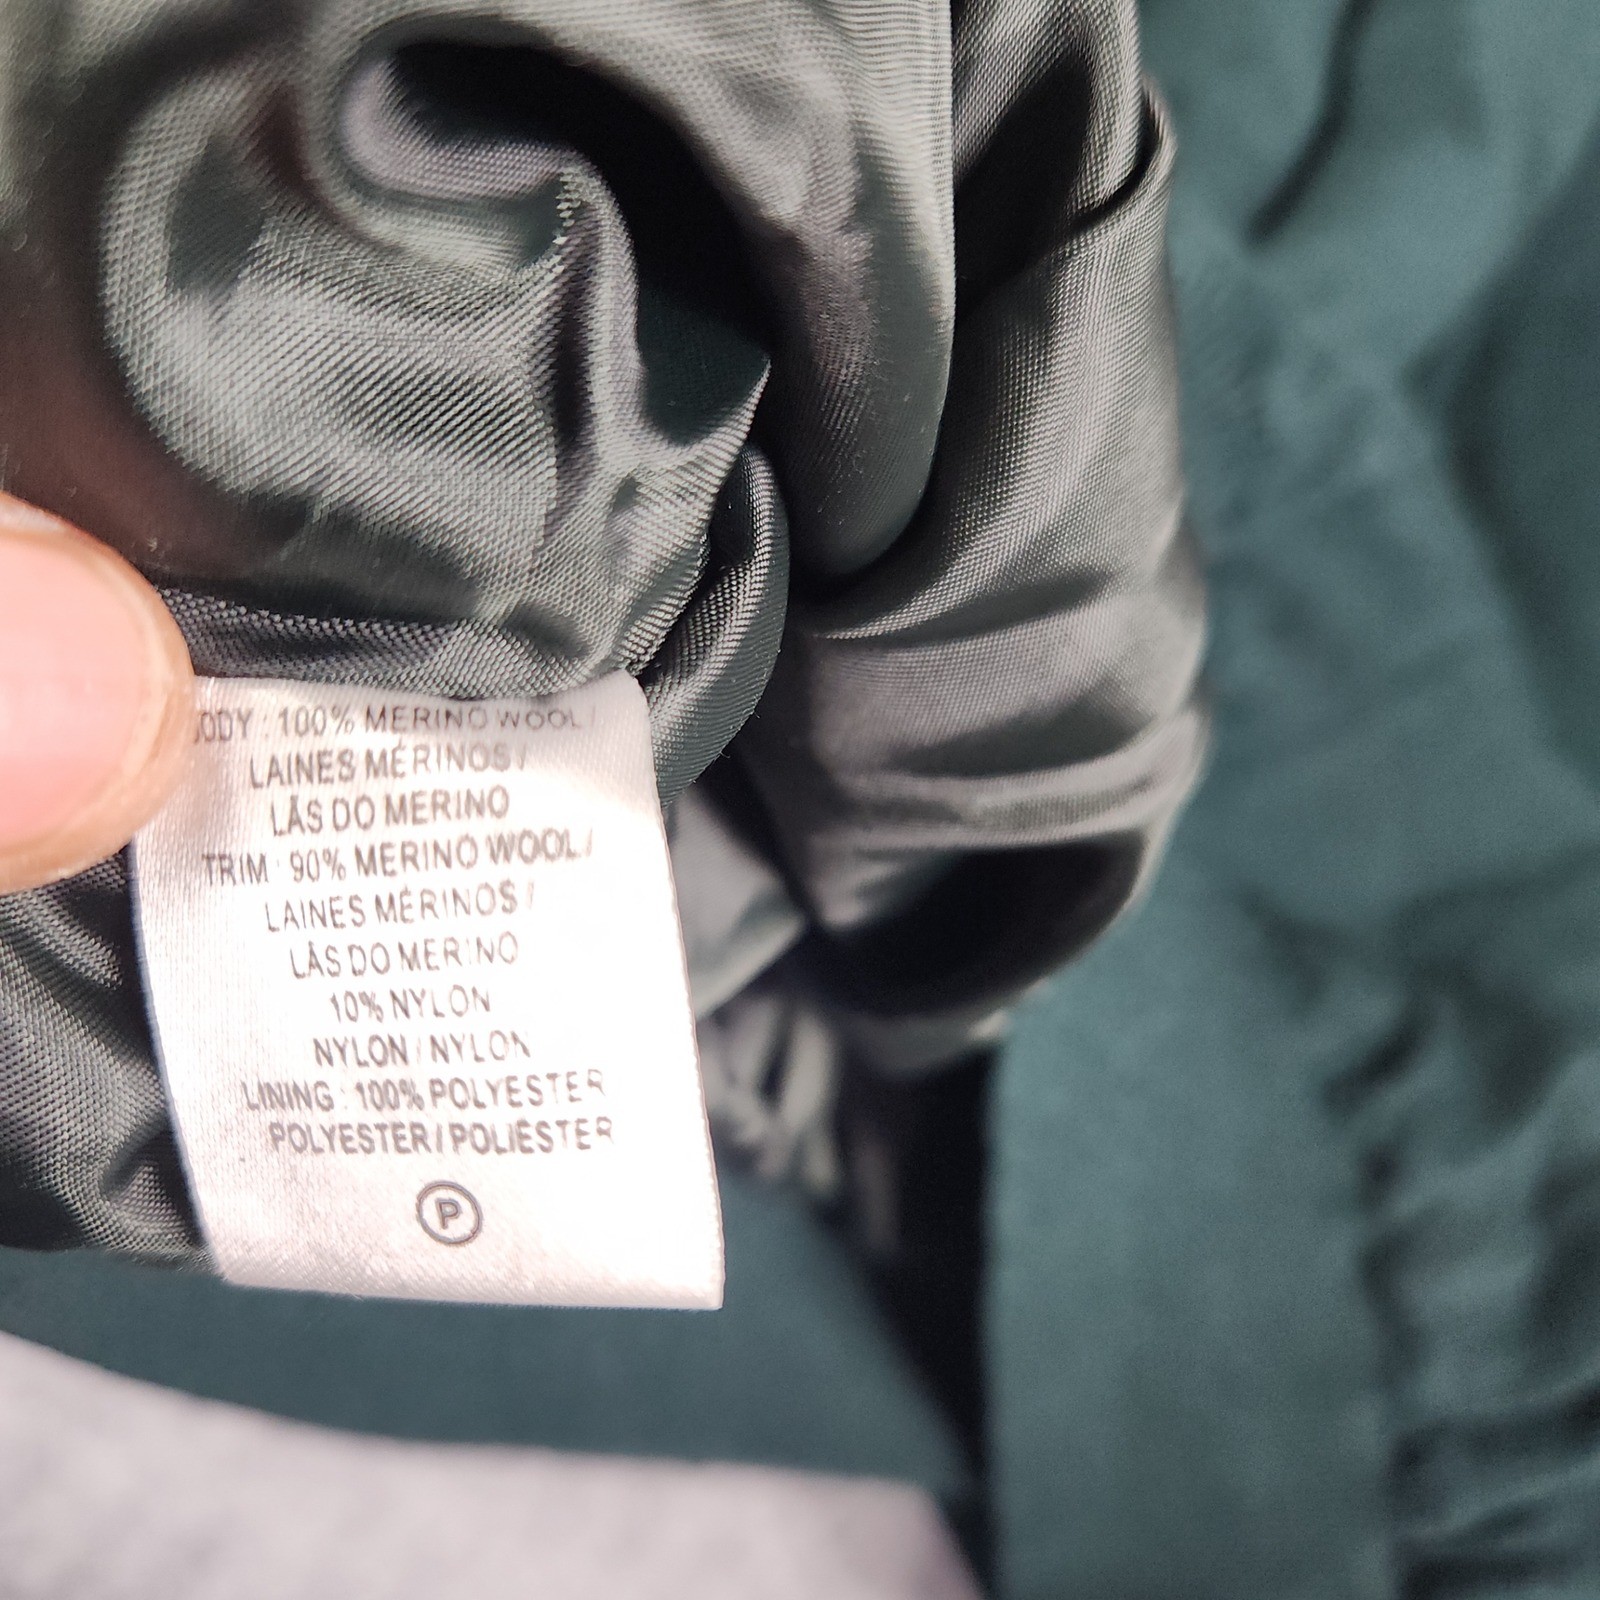 ODY : 100% MERINO WOOL /
LAINES MÉRINOS /
LÃS DO MERINO
TRIM : 90% MERINO WOOL /
LAINES MÉRINOS /
LÃS DO MERINO
10% NYLON
NYLON / NYLON
LINING : 100% POLYESTER
POLYESTER / POLIÉSTER
P